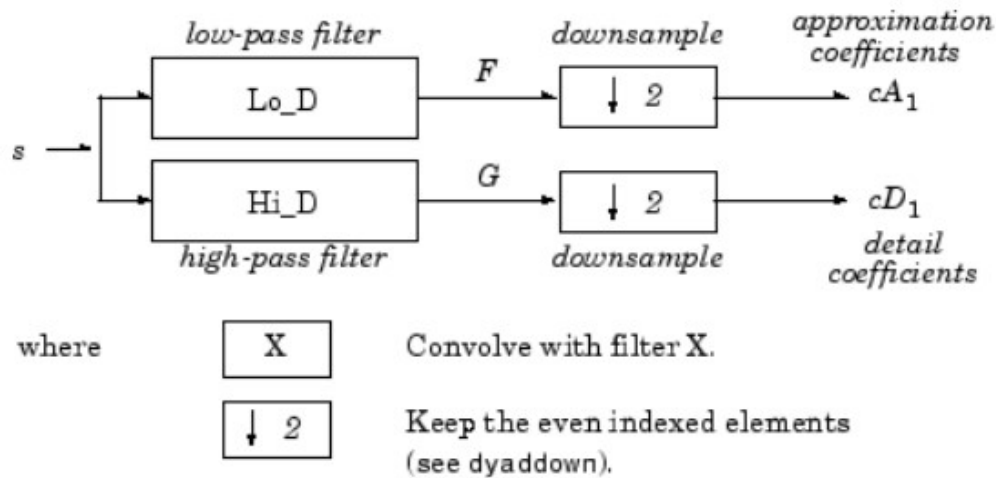 low-pass filter
downsample
approximation
coefficients
Lo_D
F
↓ 2
cA₁
s
Hi_D
G
↓ 2
cD₁
high-pass filter
downsample
detail
coefficients
where
X
Convolve with filter X.
↓ 2
Keep the even indexed elements
(see dyaddown).